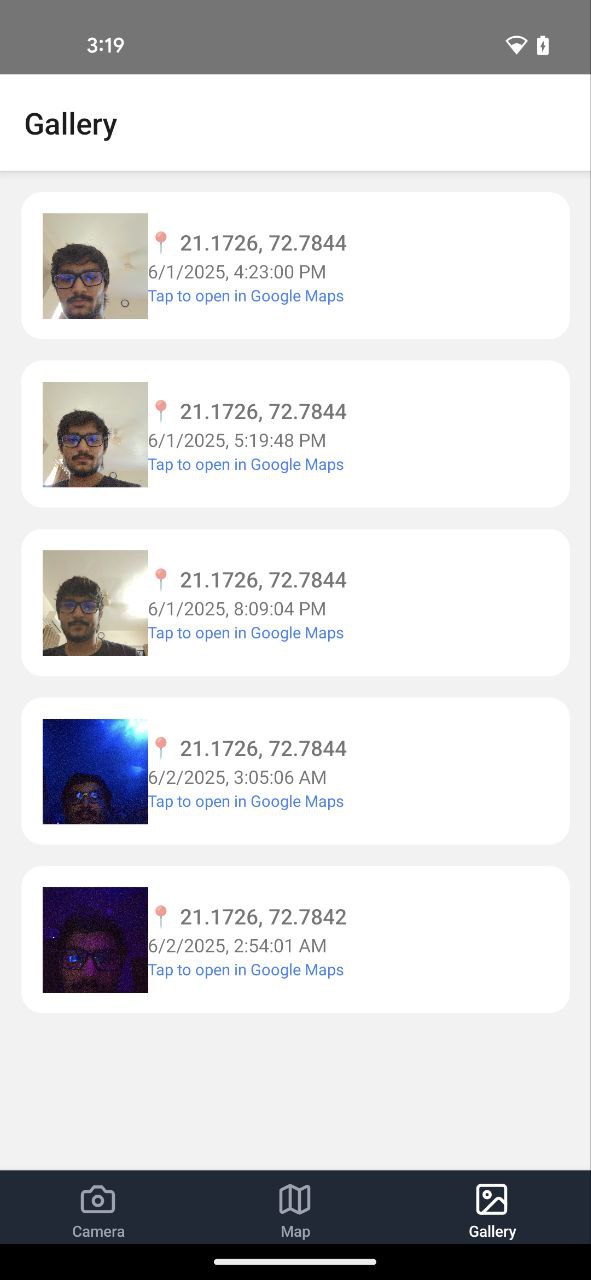 3:19
Gallery
📍 21.1726, 72.7844
6/1/2025, 4:23:00 PM
Tap to open in Google Maps
📍 21.1726, 72.7844
6/1/2025, 5:19:48 PM
Tap to open in Google Maps
📍 21.1726, 72.7844
6/1/2025, 8:09:04 PM
Tap to open in Google Maps
📍 21.1726, 72.7844
6/2/2025, 3:05:06 AM
Tap to open in Google Maps
📍 21.1726, 72.7842
6/2/2025, 2:54:01 AM
Tap to open in Google Maps
Camera
Map
Gallery